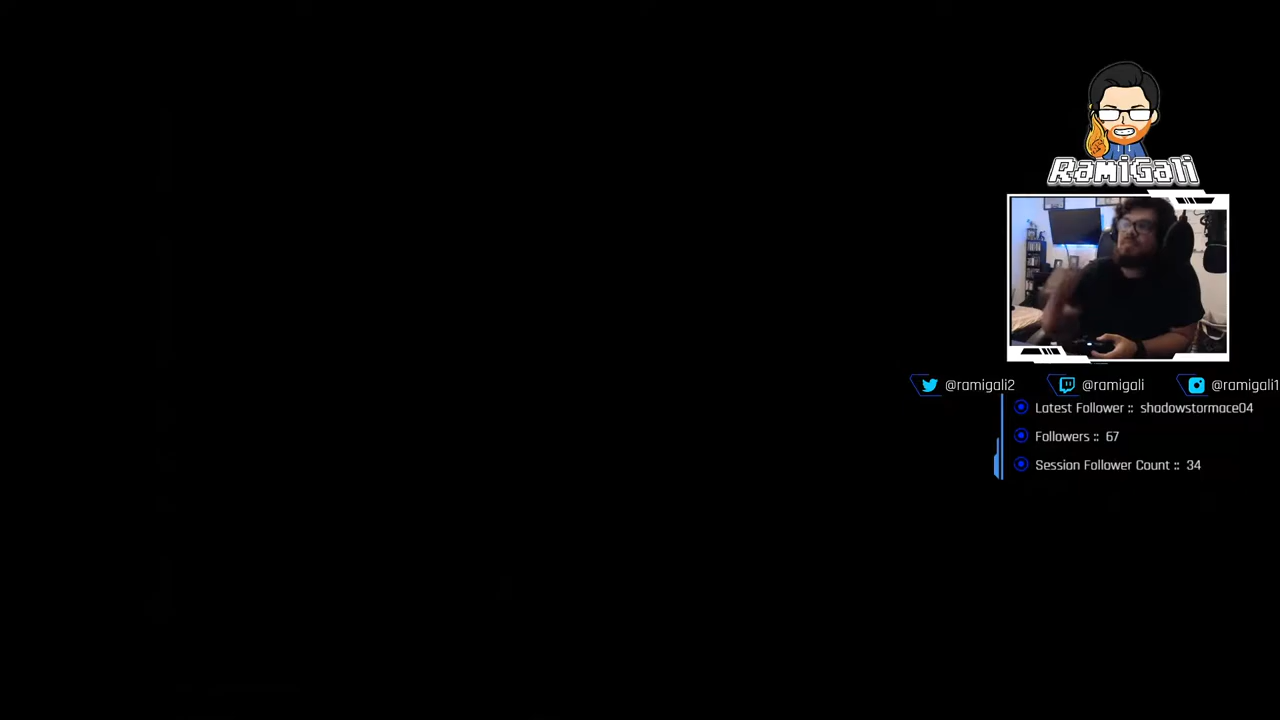 RamiGali
@ramigali2 @ramigali @ramigali1
Latest Follower :: shadowstormace04
Followers :: 67
Session Follower Count :: 34